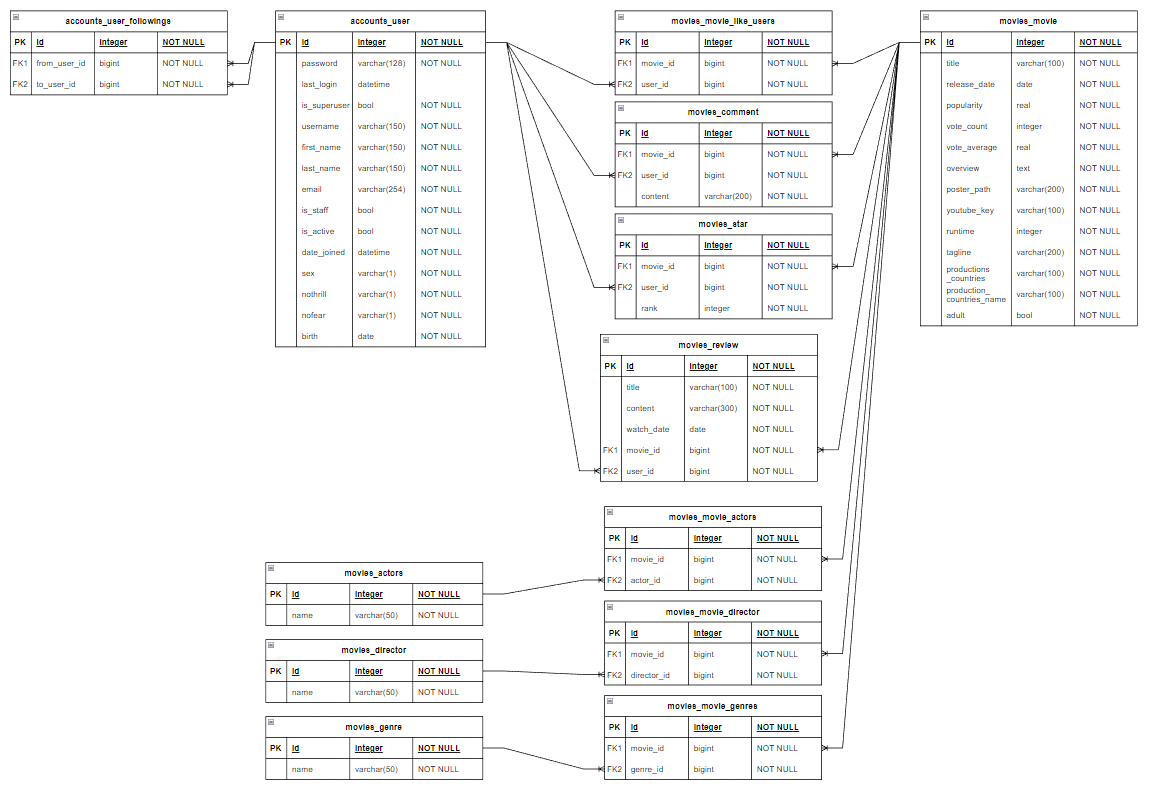 accounts_user_followings
PK Id Integer NOT NULL
FK1 from_user_id bigint NOT NULL
FK2 to_user_id bigint NOT NULL
accounts_user
PK Id Integer NOT NULL
password varchar(128) NOT NULL
last_login datetime
is_superuser bool NOT NULL
username varchar(150) NOT NULL
first_name varchar(150) NOT NULL
last_name varchar(150) NOT NULL
email varchar(254) NOT NULL
is_staff bool NOT NULL
is_active bool NOT NULL
date_joined datetime NOT NULL
sex varchar(1) NOT NULL
nothrill varchar(1) NOT NULL
nofear varchar(1) NOT NULL
birth date NOT NULL
movies_movie_like_users
PK Id Integer NOT NULL
FK1 movie_id bigint NOT NULL
FK2 user_id bigint NOT NULL
movies_comment
PK Id Integer NOT NULL
FK1 movie_id bigint NOT NULL
FK2 user_id bigint NOT NULL
content varchar(200) NOT NULL
movies_star
PK Id Integer NOT NULL
FK1 movie_id bigint NOT NULL
FK2 user_id bigint NOT NULL
rank integer NOT NULL
movies_review
PK Id Integer NOT NULL
title varchar(100) NOT NULL
content varchar(300) NOT NULL
watch_date date NOT NULL
FK1 movie_id bigint NOT NULL
FK2 user_id bigint NOT NULL
movies_movie
PK Id Integer NOT NULL
title varchar(100) NOT NULL
release_date date NOT NULL
popularity real NOT NULL
vote_count integer NOT NULL
vote_average real NOT NULL
overview text NOT NULL
poster_path varchar(200) NOT NULL
youtube_key varchar(100) NOT NULL
runtime integer NOT NULL
tagline varchar(200) NOT NULL
productions
_countries varchar(100) NOT NULL
production_
countries_name varchar(100) NOT NULL
adult bool NOT NULL
movies_movie_actors
PK Id Integer NOT NULL
FK1 movie_id bigint NOT NULL
FK2 actor_id bigint NOT NULL
movies_actors
PK Id Integer NOT NULL
name varchar(50) NOT NULL
movies_movie_director
PK Id Integer NOT NULL
FK1 movie_id bigint NOT NULL
FK2 director_id bigint NOT NULL
movies_director
PK Id Integer NOT NULL
name varchar(50) NOT NULL
movies_movie_genres
PK Id Integer NOT NULL
FK1 movie_id bigint NOT NULL
FK2 genre_id bigint NOT NULL
movies_genre
PK Id Integer NOT NULL
name varchar(50) NOT NULL